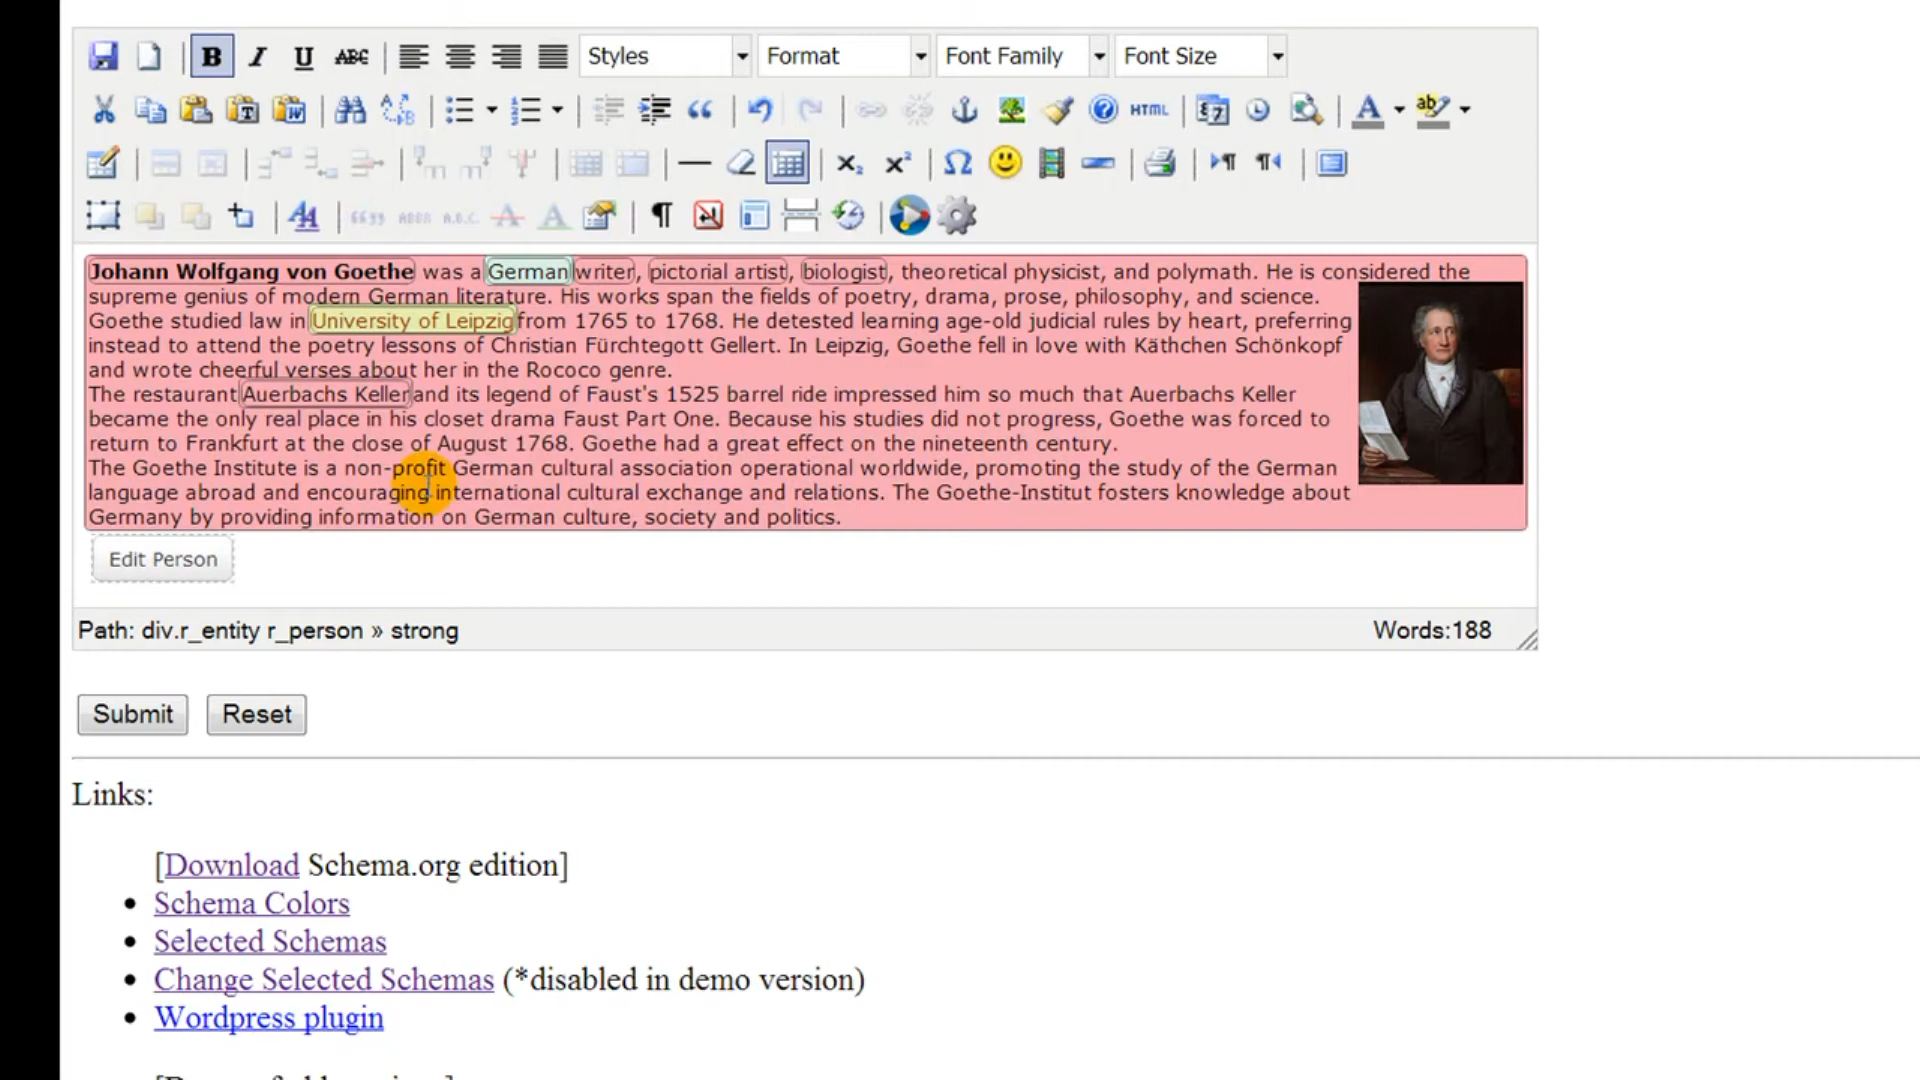 B I U ABC Styles Format Font Family Font Size
HTML
Johann Wolfgang von Goethe was a German writer, pictorial artist, biologist, theoretical physicist, and polymath. He is considered the
supreme genius of modern German literature. His works span the fields of poetry, drama, prose, philosophy, and science.
Goethe studied law in University of Leipzig from 1765 to 1768. He detested learning age-old judicial rules by heart, preferring
instead to attend the poetry lessons of Christian Fürchtegott Gellert. In Leipzig, Goethe fell in love with Käthchen Schönkopf
and wrote cheerful verses about her in the Rococo genre.
The restaurant Auerbachs Keller and its legend of Faust's 1525 barrel ride impressed him so much that Auerbachs Keller
became the only real place in his closet drama Faust Part One. Because his studies did not progress, Goethe was forced to
return to Frankfurt at the close of August 1768. Goethe had a great effect on the nineteenth century.
The Goethe Institute is a non-profit German cultural association operational worldwide, promoting the study of the German
language abroad and encouraging international cultural exchange and relations. The Goethe-Institut fosters knowledge about
Germany by providing information on German culture, society and politics.
Edit Person
Path: div.r_entity r_person » strong Words:188
Submit Reset
Links:
[Download Schema.org edition]
Schema Colors
Selected Schemas
Change Selected Schemas (*disabled in demo version)
Wordpress plugin